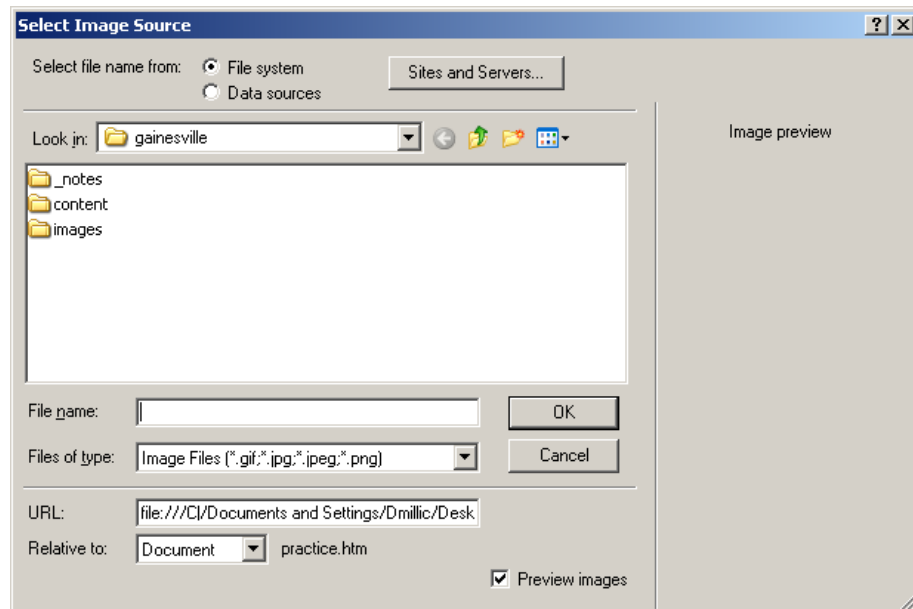 Select Image Source
Select file name from: File system Sites and Servers...
Data sources
Look in: gainesville
Image preview
_notes
content
images
File name: OK
Files of type: Image Files (*.gif;*.jpg;*.jpeg;*.png) Cancel
URL: file:///C|/Documents and Settings/Dmillic/Desk
Relative to: Document practice.htm
Preview images